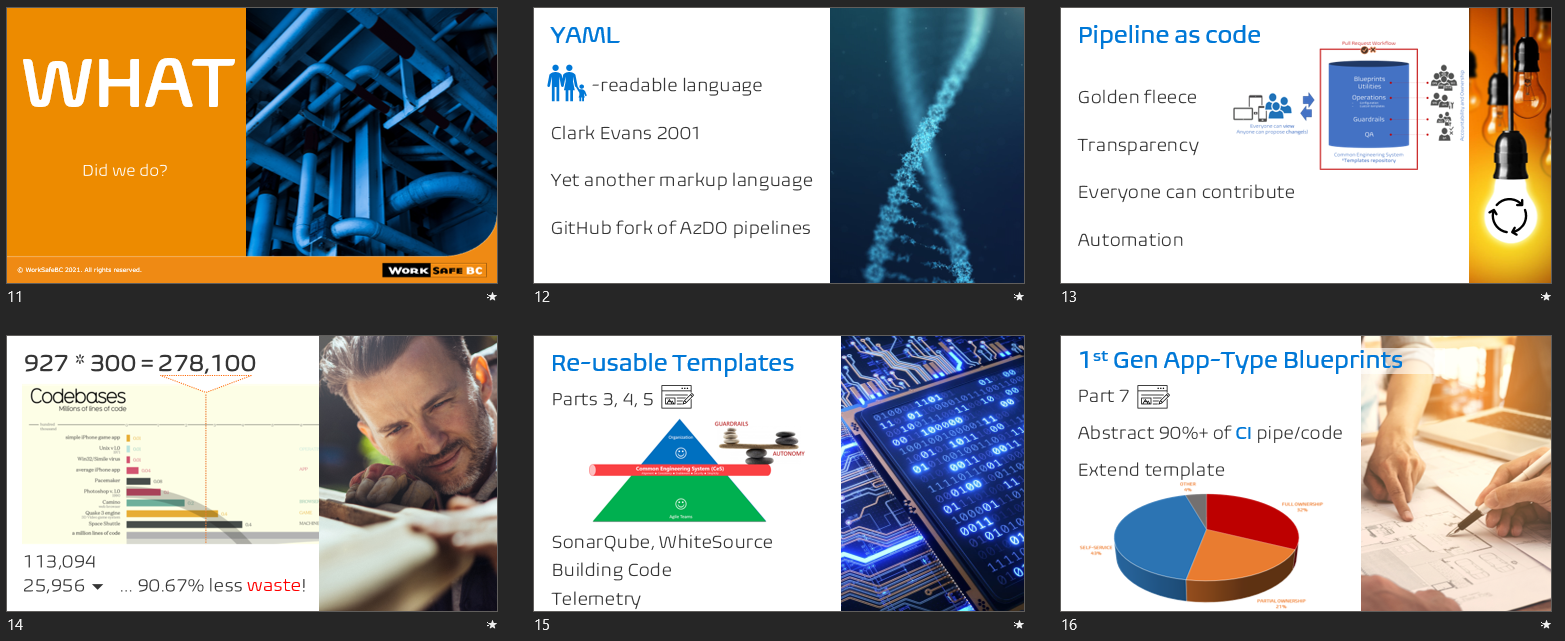 WHAT
Did we do?
© WorkSafeBC 2021. All rights reserved.
WORK SAFE BC
11
YAML
-readable language
Clark Evans 2001
Yet another markup language
GitHub fork of AzDO pipelines
12
Pipeline as code
Golden fleece
Transparency
Everyone can contribute
Automation
Pull Request Workflow
Blueprints
Utilities
Operations
Guardrails
QA
Common Engineering System
*Templates repository
Everyone can view
Anyone can propose change(s)
Accountability and Ownership
13
927 * 300 = 278,100
Codebases
Millions of lines of code
simple iPhone game app
Unix v1.0
Win32/Simile virus
average iPhone app
Pacemaker
Photoshop v.1.0
Camino
Quake 3 engine
Space Shuttle
a million lines of code
113,094
25,956 ... 90.67% less waste!
14
Re-usable Templates
Parts 3, 4, 5
GUARDRAILS
AUTONOMY
Organization
Common Engineering System (CeS)
Agile Teams
SonarQube, WhiteSource
Building Code
Telemetry
15
1st Gen App-Type Blueprints
Part 7
Abstract 90%+ of CI pipe/code
Extend template
OTHER
4%
FULL OWNERSHIP
32%
SELF-SERVICE
43%
PARTIAL OWNERSHIP
21%
16